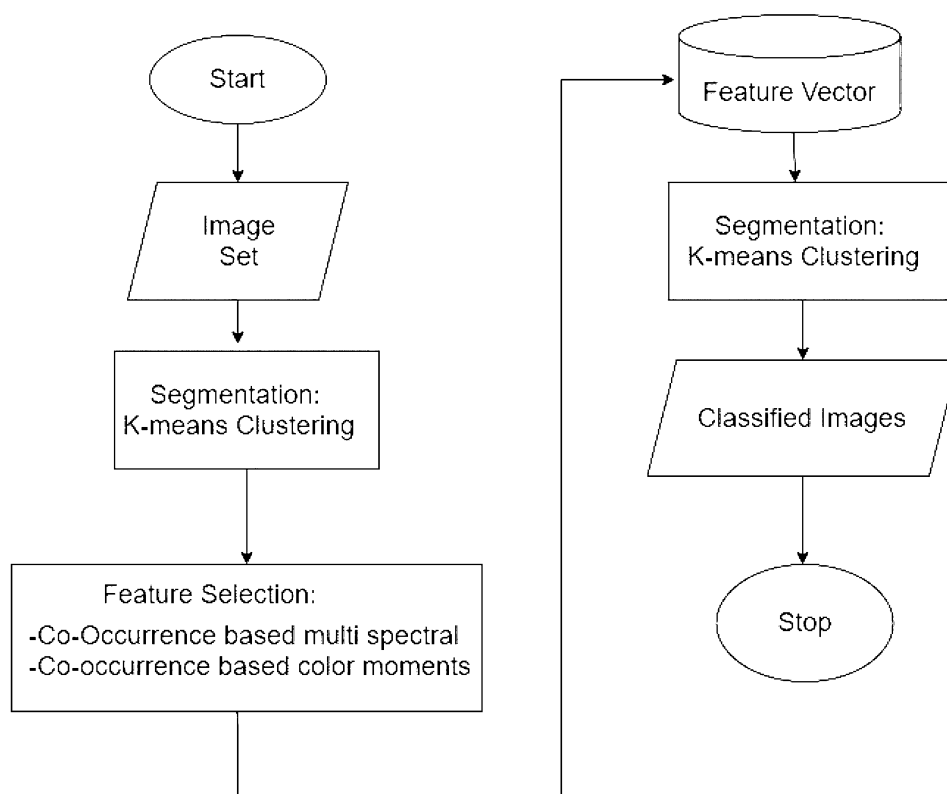 Start
Image
Set
Segmentation:
K-means Clustering
Feature Selection:
-Co-Occurrence based multi spectral
-Co-occurrence based color moments
Feature Vector
Segmentation:
K-means Clustering
Classified Images
Stop